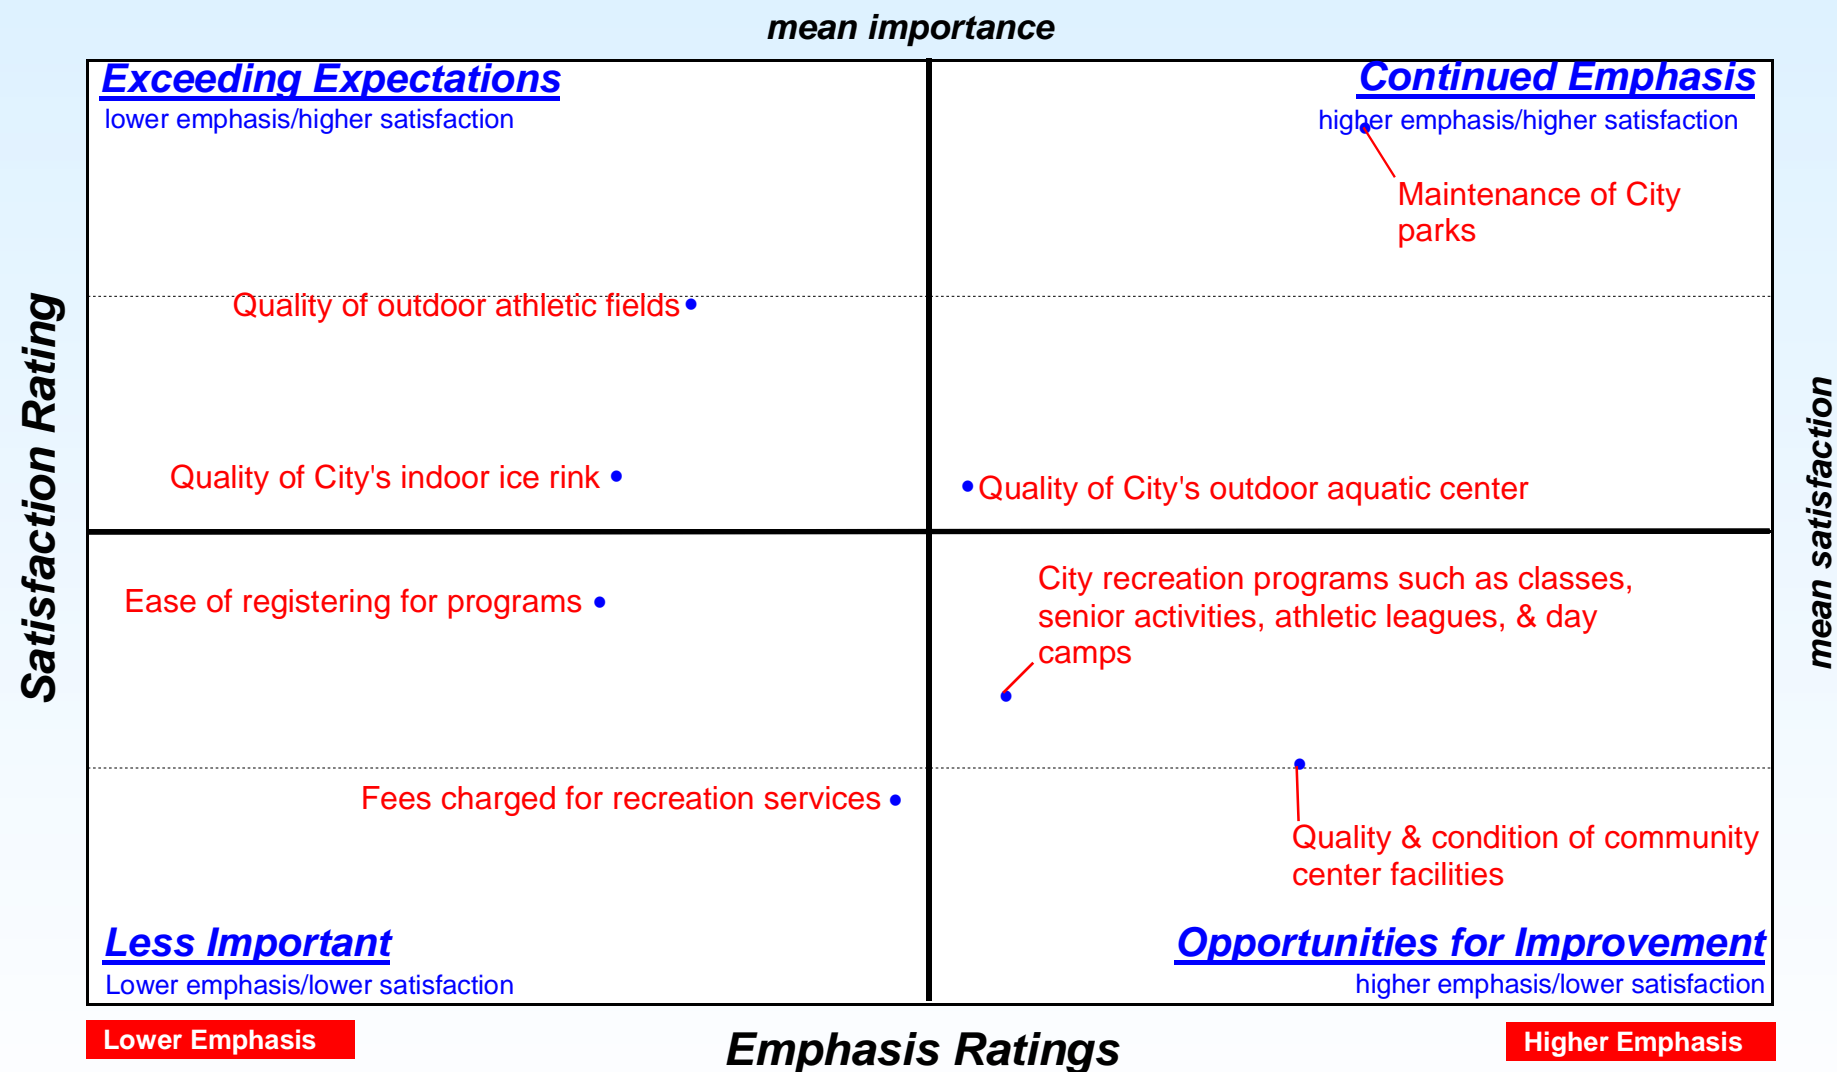 mean importance
Exceeding Expectations
lower emphasis/higher satisfaction
Continued Emphasis
higher emphasis/higher satisfaction
Maintenance of City
parks
Quality of outdoor athletic fields
Quality of City's indoor ice rink
Quality of City's outdoor aquatic center
Satisfaction Rating
mean satisfaction
Ease of registering for programs
City recreation programs such as classes,
senior activities, athletic leagues, & day
camps
Fees charged for recreation services
Quality & condition of community
center facilities
Less Important
Lower emphasis/lower satisfaction
Opportunities for Improvement
higher emphasis/lower satisfaction
Lower Emphasis
Emphasis Ratings
Higher Emphasis